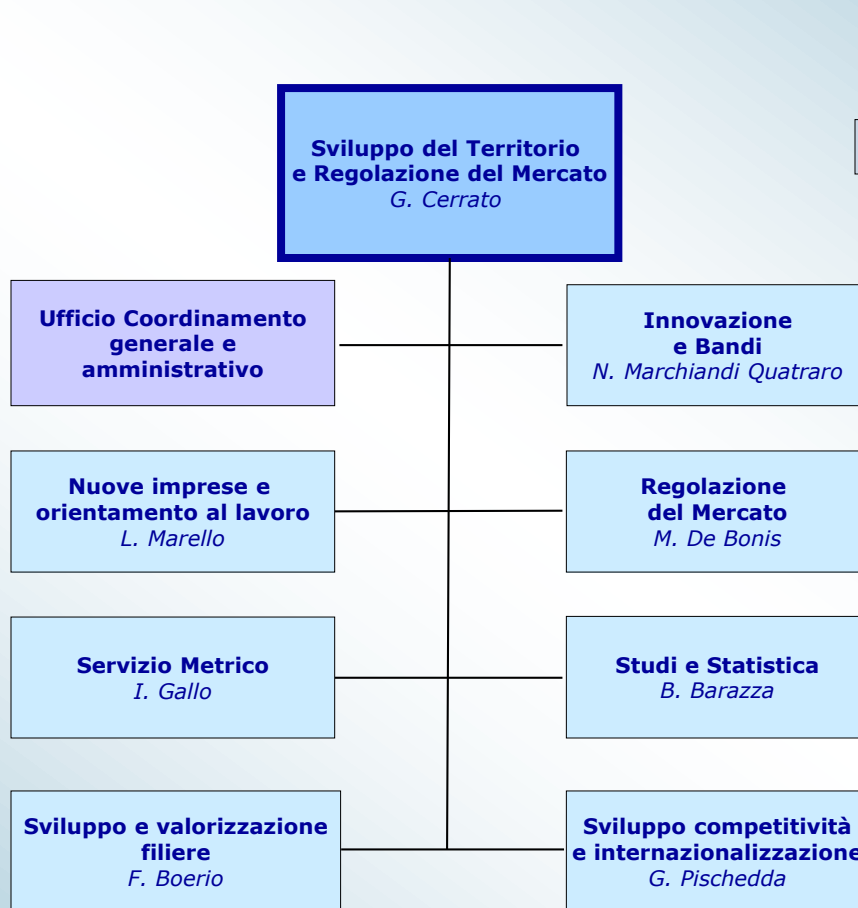 Sviluppo del Territorio
e Regolazione del Mercato
G. Cerrato
Ufficio Coordinamento
generale e
amministrativo
Innovazione
e Bandi
N. Marchiandi Quatraro
Nuove imprese e
orientamento al lavoro
L. Marello
Regolazione
del Mercato
M. De Bonis
Servizio Metrico
I. Gallo
Studi e Statistica
B. Barazza
Sviluppo e valorizzazione
filiere
F. Boerio
Sviluppo competitività
e internazionalizzazione
G. Pischedda